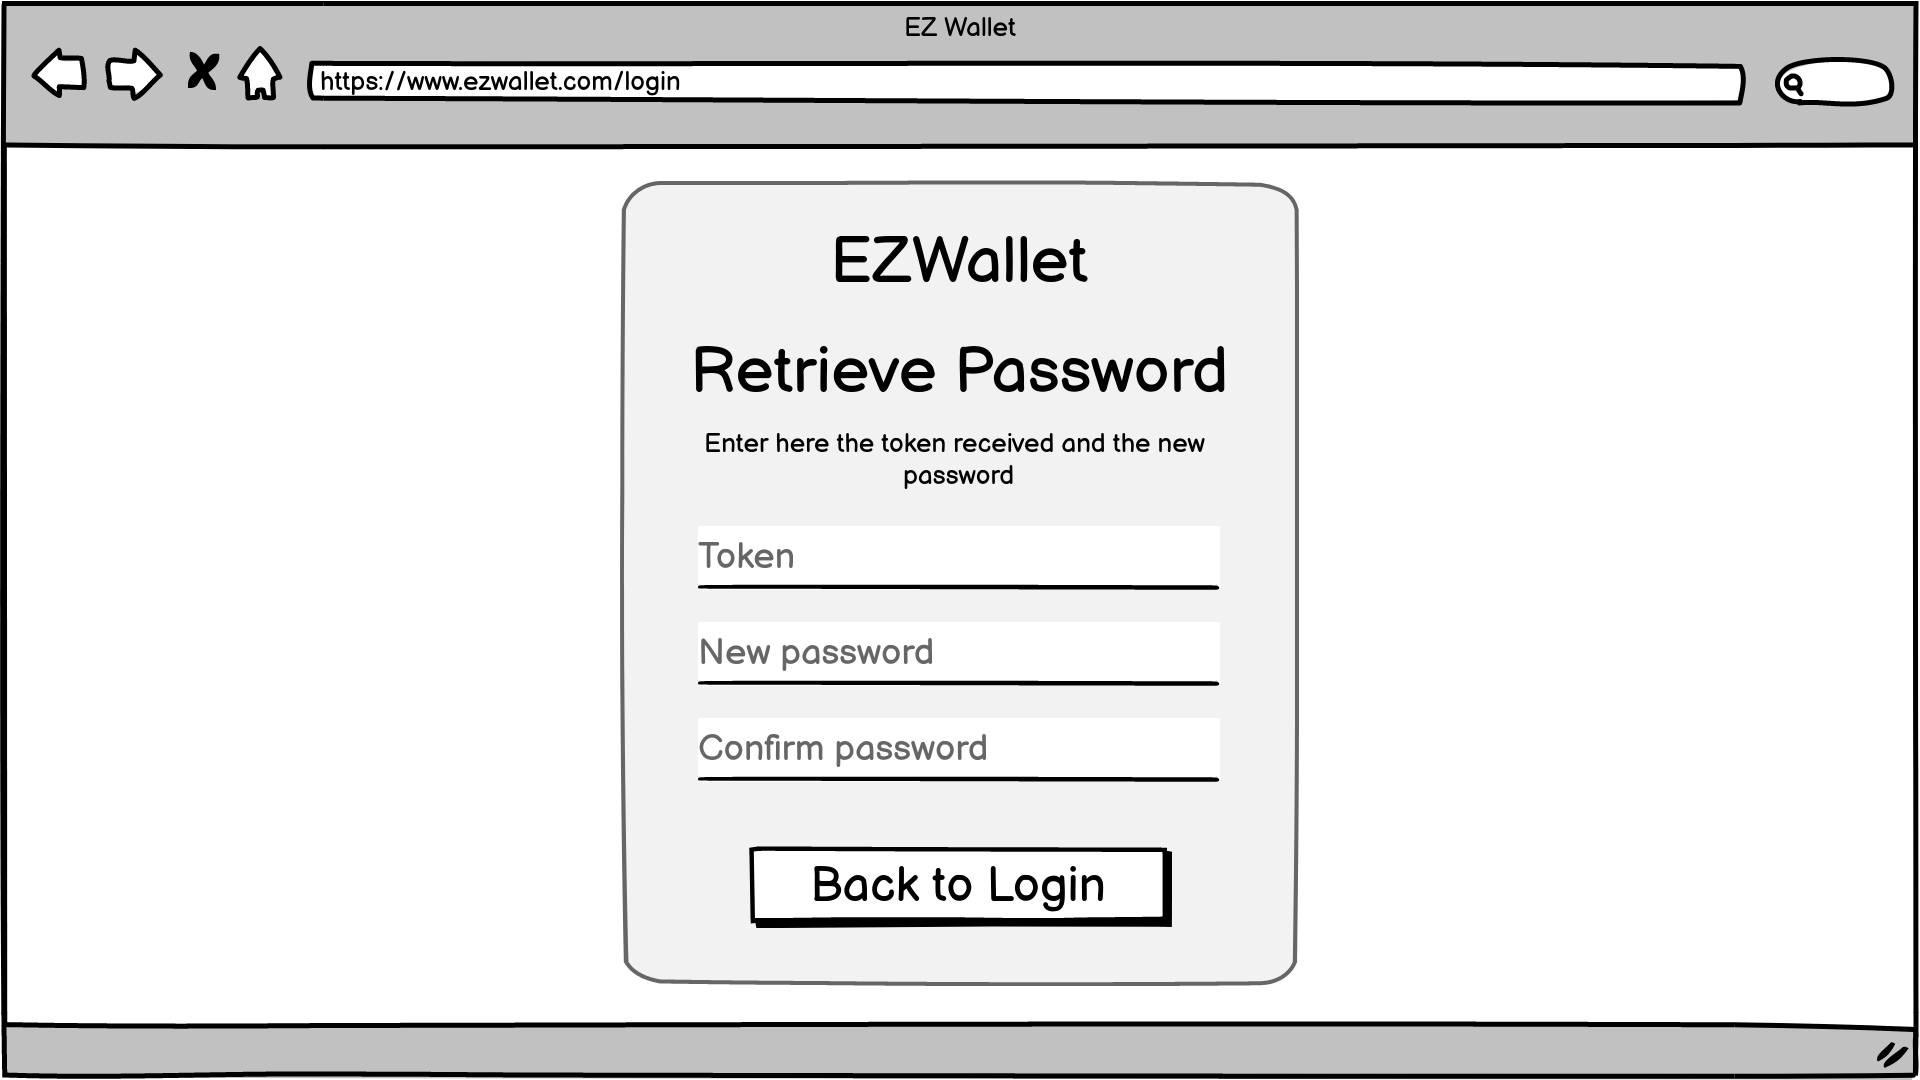 EZ Wallet
https://www.ezwallet.com/login
EZWallet
Retrieve Password
Enter here the token received and the new
password
Token
New password
Confirm password
Back to Login